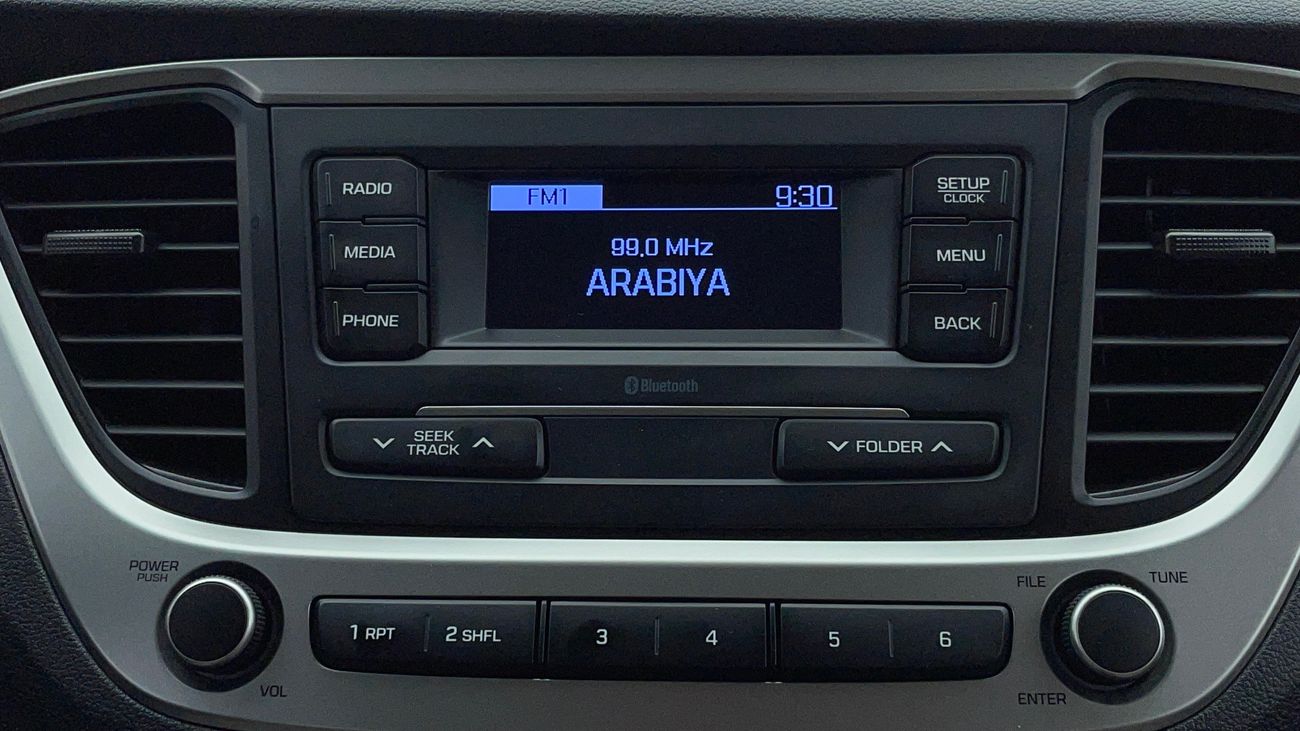 RADIO
MEDIA
PHONE
FM1 9:30
99.0 MHz
ARABIYA
SETUP
CLOCK
MENU
BACK
Bluetooth
SEEK
TRACK
FOLDER
POWER
PUSH
VOL
1 RPT 2 SHFL 3 4 5 6
FILE
TUNE
ENTER